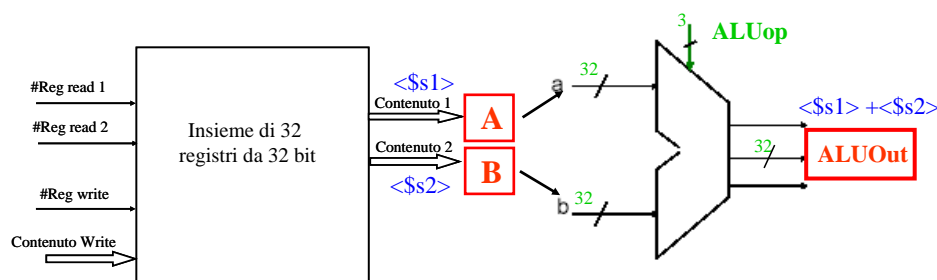 #Reg read 1
#Reg read 2
#Reg write
Contenuto Write
Insieme di 32
registri da 32 bit
<$s1>
Contenuto 1
Contenuto 2
<$s2>
A
B
a
b
32
32
3
ALUop
32
<$s1> +<$s2>
ALUOut